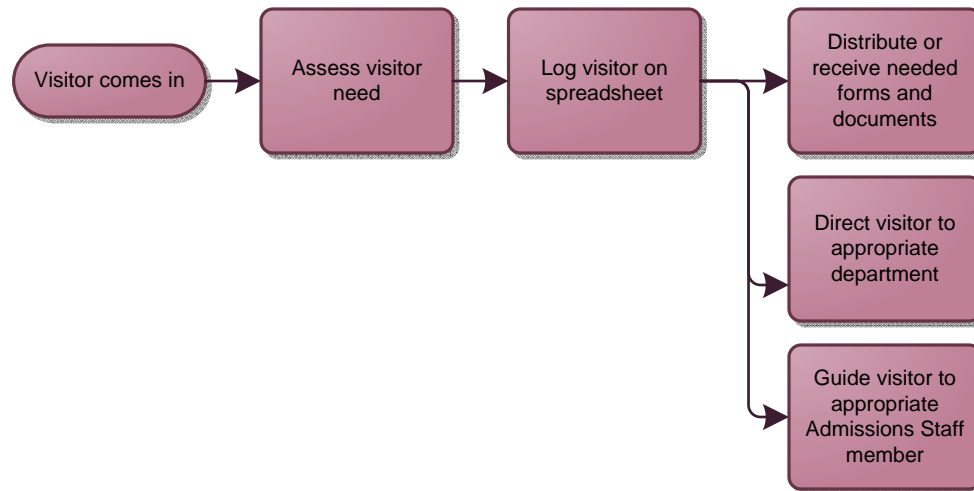 Visitor comes in
Assess visitor
need
Log visitor on
spreadsheet
Distribute or
receive needed
forms and
documents
Direct visitor to
appropriate
department
Guide visitor to
appropriate
Admissions Staff
member